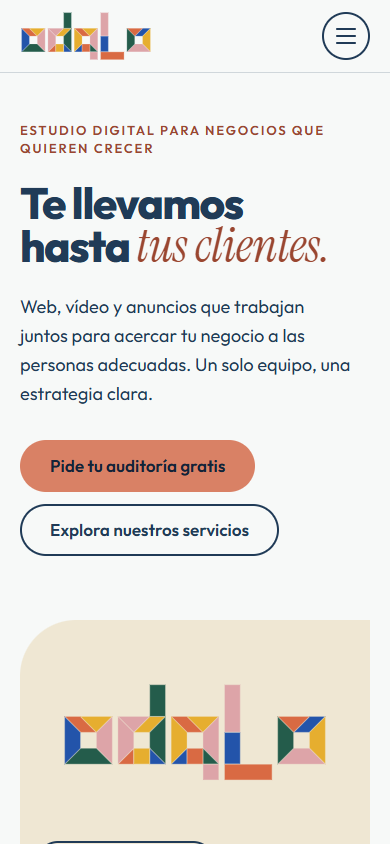 odqLo
ESTUDIO DIGITAL PARA NEGOCIOS QUE
QUIEREN CRECER
Te llevamos
hasta tus clientes.
Web, vídeo y anuncios que trabajan
juntos para acercar tu negocio a las
personas adecuadas. Un solo equipo, una
estrategia clara.
Pide tu auditoría gratis
Explora nuestros servicios
odqLo